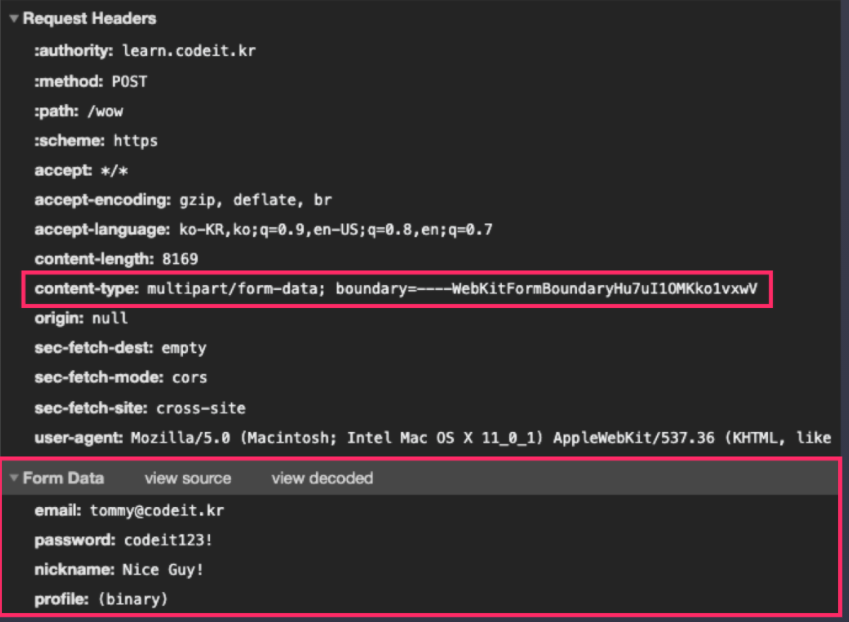 ▼Request Headers
:authority: learn.codeit.kr
:method: POST
:path: /wow
:scheme: https
accept: */*
accept-encoding: gzip, deflate, br
accept-language: ko-KR,ko;q=0.9,en-US;q=0.8,en;q=0.7
content-length: 8169
content-type: multipart/form-data; boundary=----WebKitFormBoundaryHu7uI1OMKko1vxwV
origin: null
sec-fetch-dest: empty
sec-fetch-mode: cors
sec-fetch-site: cross-site
user-agent: Mozilla/5.0 (Macintosh; Intel Mac OS X 11_0_1) AppleWebKit/537.36 (KHTML, like
▼Form Data view source view decoded
email: tommy@codeit.kr
password: codeit123!
nickname: Nice Guy!
profile: (binary)